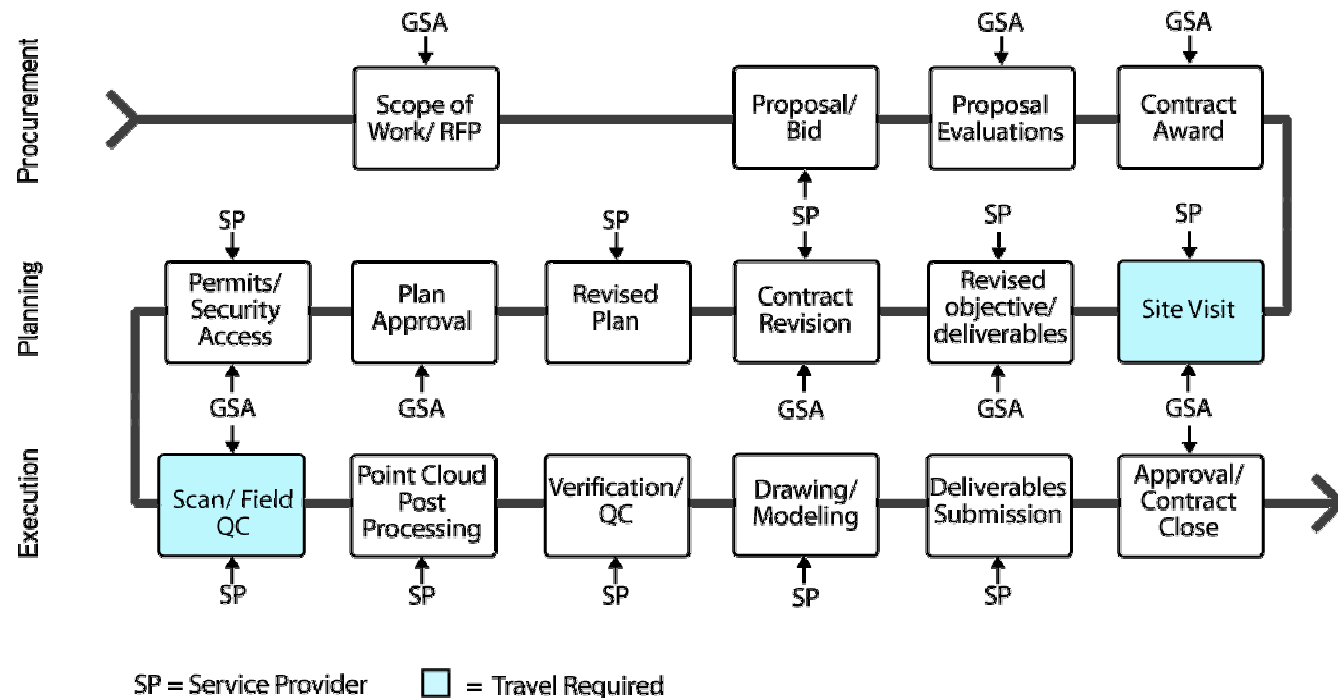 GSA
GSA
GSA
Procurement
Scope of
Work/ RFP
Proposal/
Bid
Proposal
Evaluations
Contract
Award
SP
SP
SP
SP
SP
Planning
Permits/
Security
Access
Plan
Approval
Revised
Plan
Contract
Revision
Revised
objective/
deliverables
Site Visit
GSA
GSA
GSA
GSA
GSA
Execution
Scan/ Field
QC
Point Cloud
Post
Processing
Verification/
QC
Drawing/
Modeling
Deliverables
Submission
Approval/
Contract
Close
SP
SP
SP
SP
SP
SP = Service Provider
= Travel Required